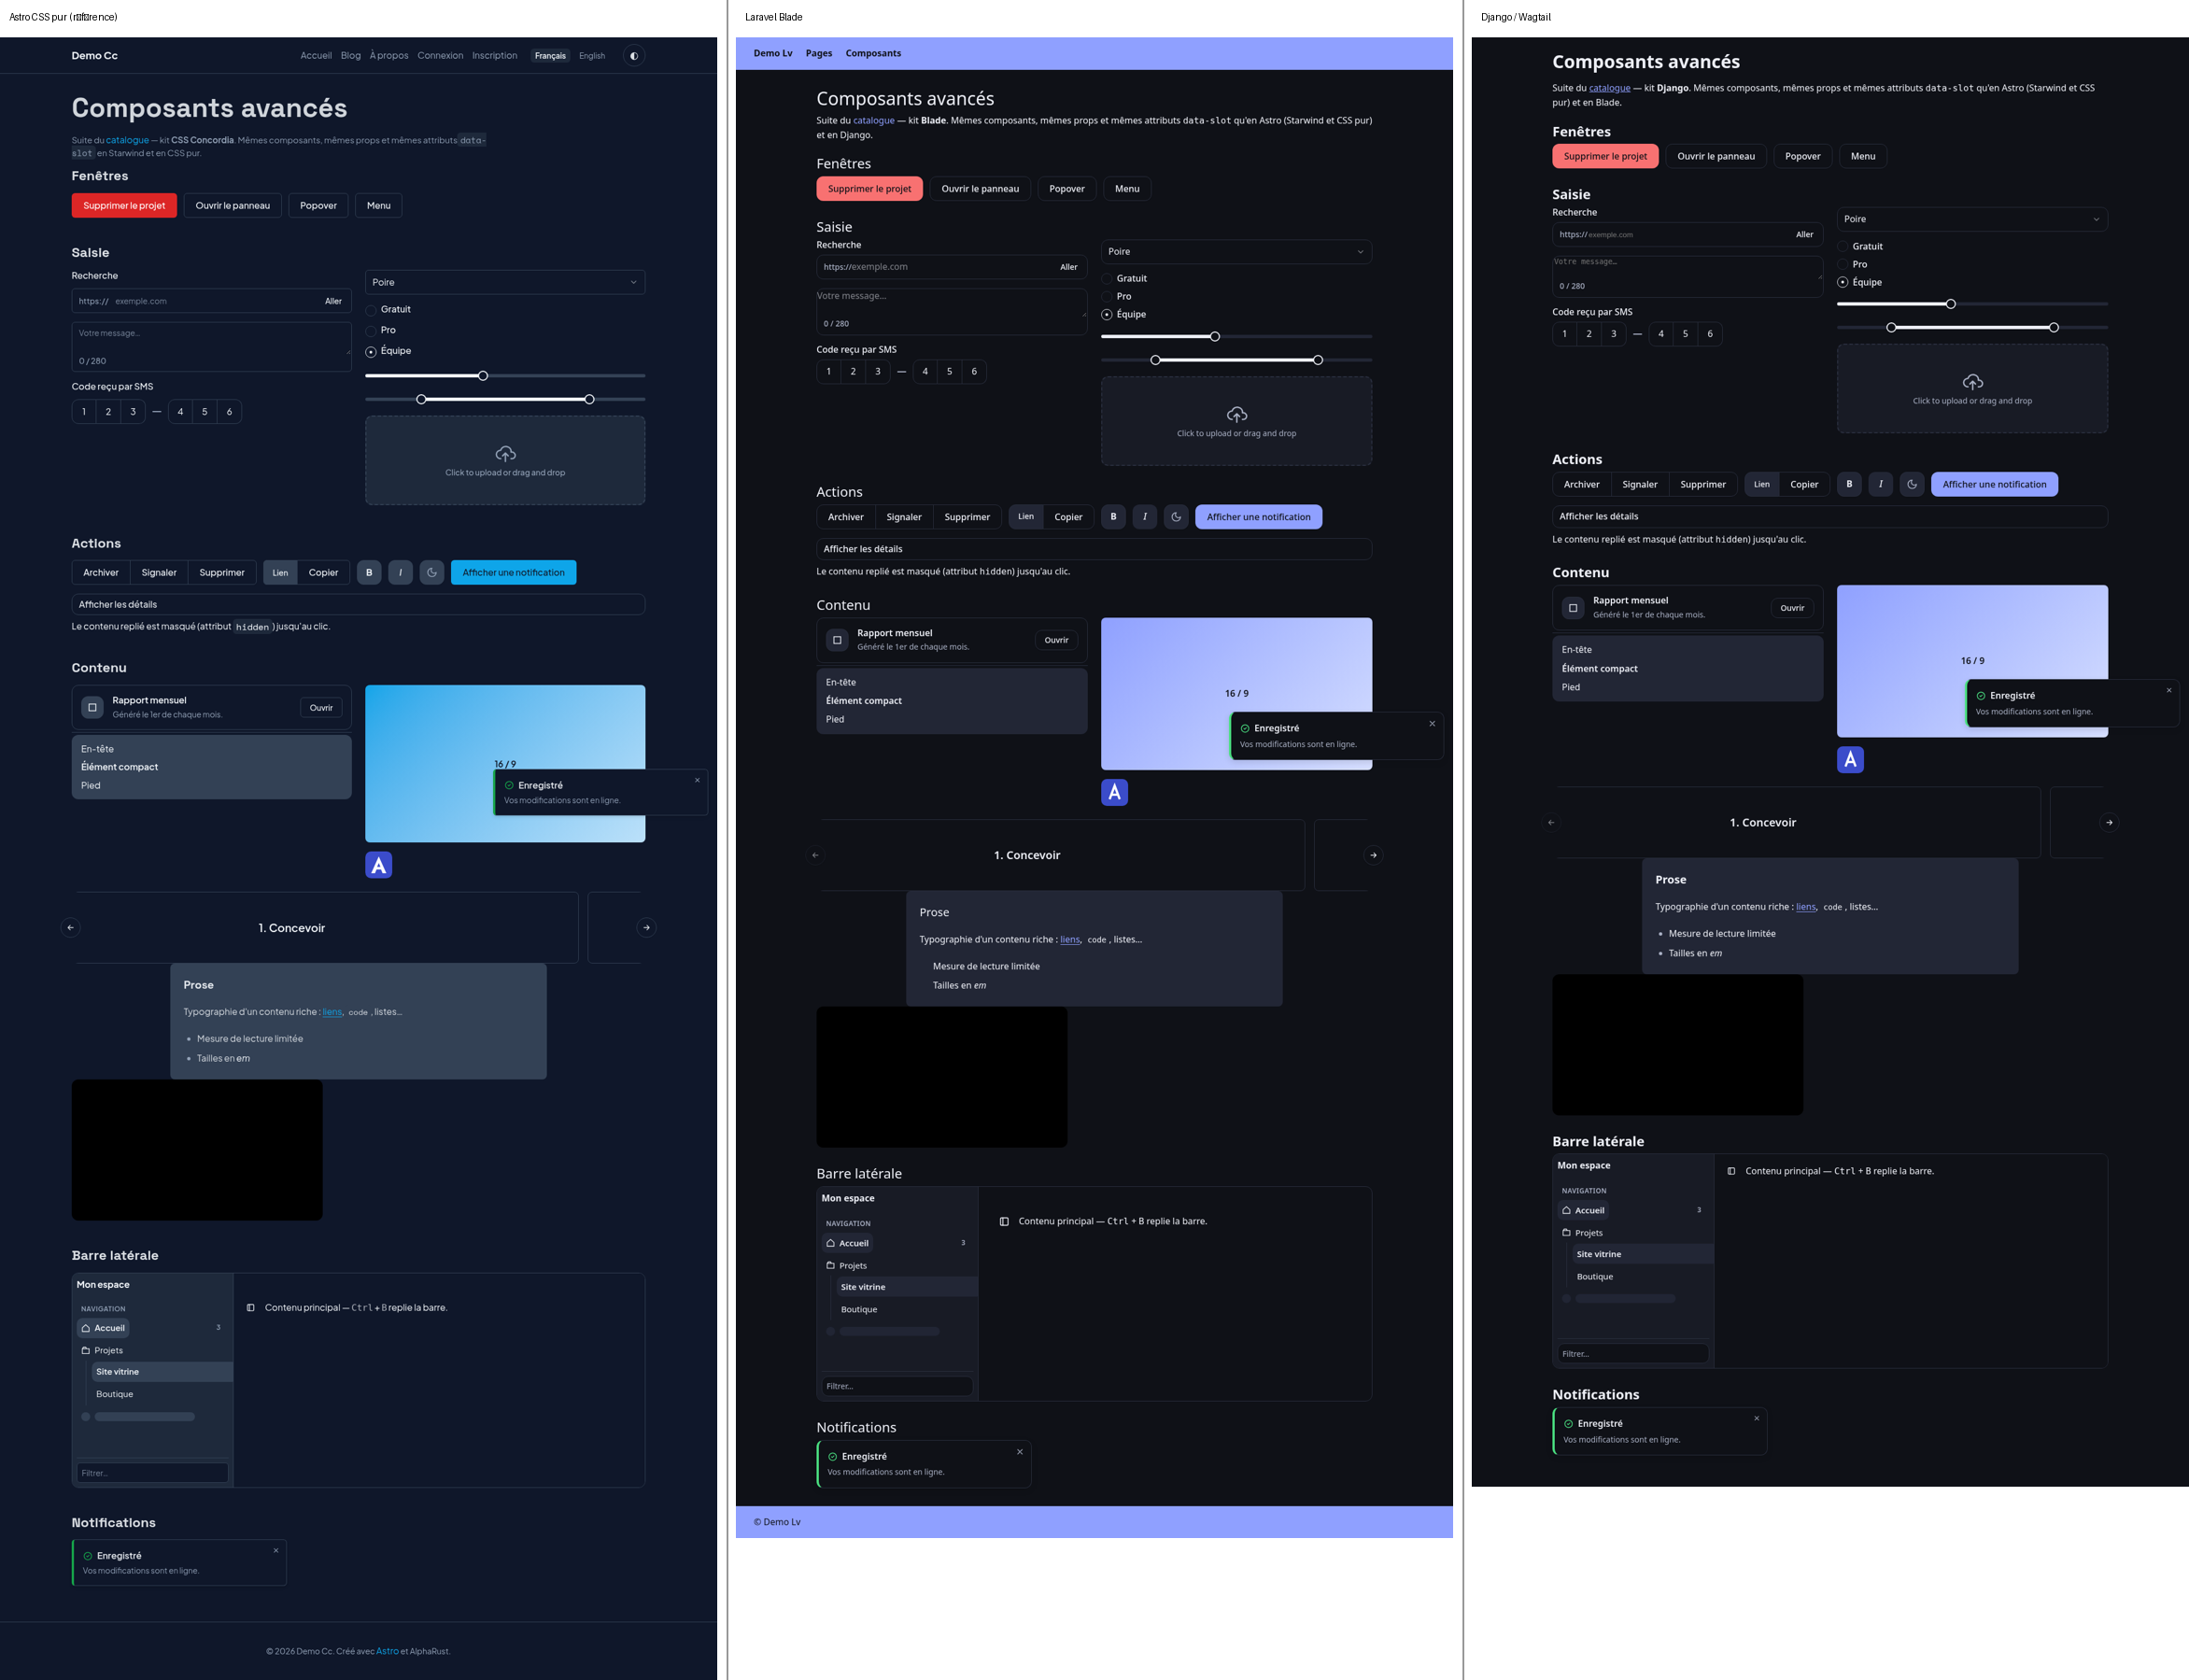 Astro CSS pur (r
rence)
Demo Cc
Accueil Blog À propos Connexion Inscription Français English
Composants avancés
Suite du catalogue — kit CSS Concordia. Mêmes composants, mêmes props et mêmes attributs data-
slot en Starwind et en CSS pur.
Fenêtres
Supprimer le projet Ouvrir le panneau Popover Menu
Saisie
Recherche
https:// exemple.com Aller
Votre message…
0 / 280
Code reçu par SMS
1 2 3 — 4 5 6
Poire
Gratuit
Pro
Équipe
Click to upload or drag and drop
Actions
Archiver Signaler Supprimer Lien Copier B I Afficher une notification
Afficher les détails
Le contenu replié est masqué (attribut hidden) jusqu'au clic.
Contenu
Rapport mensuel
Généré le 1er de chaque mois.
Ouvrir
En-tête
Élément compact
Pied
16 / 9
Enregistré
Vos modifications sont en ligne.
A
1. Concevoir
Prose
Typographie d'un contenu riche : liens, code , listes…
Mesure de lecture limitée
Tailles en em
Barre latérale
Mon espace
NAVIGATION
Accueil 3
Projets
Site vitrine
Boutique
Filtrer…
Contenu principal — Ctrl + B replie la barre.
Notifications
Enregistré
Vos modifications sont en ligne.
© 2026 Demo Cc. Créé avec Astro et AlphaRust.
Laravel Blade
Demo Lv Pages Composants
Composants avancés
Suite du catalogue — kit Blade. Mêmes composants, mêmes props et mêmes attributs data-slot qu'en Astro (Starwind et CSS pur)
et en Django.
Fenêtres
Supprimer le projet Ouvrir le panneau Popover Menu
Saisie
Recherche
https://exemple.com Aller
Votre message…
0 / 280
Code reçu par SMS
1 2 3 — 4 5 6
Poire
Gratuit
Pro
Équipe
Click to upload or drag and drop
Actions
Archiver Signaler Supprimer Lien Copier B I Afficher une notification
Afficher les détails
Le contenu replié est masqué (attribut hidden) jusqu'au clic.
Contenu
Rapport mensuel
Généré le 1er de chaque mois.
Ouvrir
En-tête
Élément compact
Pied
16 / 9
Enregistré
Vos modifications sont en ligne.
A
1. Concevoir
Prose
Typographie d'un contenu riche : liens, code , listes…
Mesure de lecture limitée
Tailles en em
Barre latérale
Mon espace
NAVIGATION
Accueil 3
Projets
Site vitrine
Boutique
Filtrer…
Contenu principal — Ctrl + B replie la barre.
Notifications
Enregistré
Vos modifications sont en ligne.
© Demo Lv
Django / Wagtail
Composants avancés
Suite du catalogue — kit Django. Mêmes composants, mêmes props et mêmes attributs data-slot qu'en Astro (Starwind et CSS
pur) et en Blade.
Fenêtres
Supprimer le projet Ouvrir le panneau Popover Menu
Saisie
Recherche
https://exemple.com Aller
Votre message…
0 / 280
Code reçu par SMS
1 2 3 — 4 5 6
Poire
Gratuit
Pro
Équipe
Click to upload or drag and drop
Actions
Archiver Signaler Supprimer Lien Copier B I Afficher une notification
Afficher les détails
Le contenu replié est masqué (attribut hidden) jusqu'au clic.
Contenu
Rapport mensuel
Généré le 1er de chaque mois.
Ouvrir
En-tête
Élément compact
Pied
16 / 9
Enregistré
Vos modifications sont en ligne.
A
1. Concevoir
Prose
Typographie d'un contenu riche : liens, code , listes…
Mesure de lecture limitée
Tailles en em
Barre latérale
Mon espace
NAVIGATION
Accueil 3
Projets
Site vitrine
Boutique
Filtrer…
Contenu principal — Ctrl + B replie la barre.
Notifications
Enregistré
Vos modifications sont en ligne.